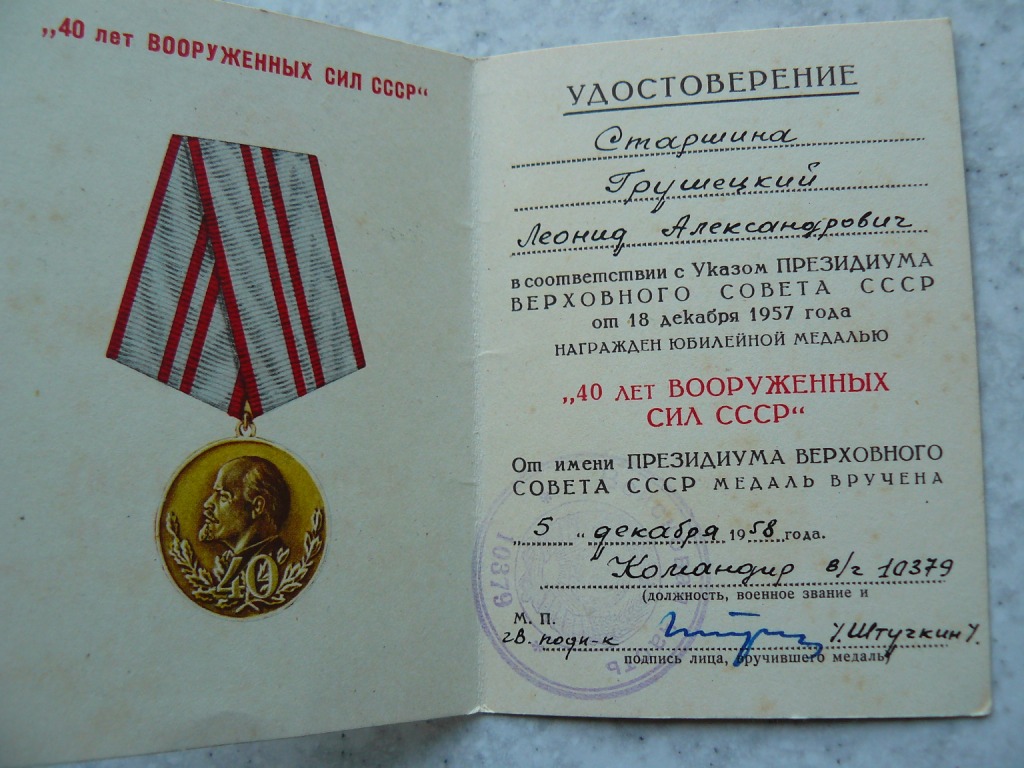 „40 лет ВООРУЖЕННЫХ СИЛ СССР“
40
УДОСТОВЕРЕНИЕ
Старшина
Грушецкий
Леонид Александрович
в соответствии с Указом ПРЕЗИДИУМА
ВЕРХОВНОГО СОВЕТА СССР
от 18 декабря 1957 года
НАГРАЖДЕН ЮБИЛЕЙНОЙ МЕДАЛЬЮ
„40 ЛЕТ ВООРУЖЕННЫХ
СИЛ СССР“
От имени ПРЕЗИДИУМА ВЕРХОВНОГО
СОВЕТА СССР МЕДАЛЬ ВРУЧЕНА
„5“ декабря 1958 года.
Командир в/ч 10379
(должность, военное звание и
М. П.
гв. подп-к /Штучкин/
подпись лица, вручившего медаль)
10379